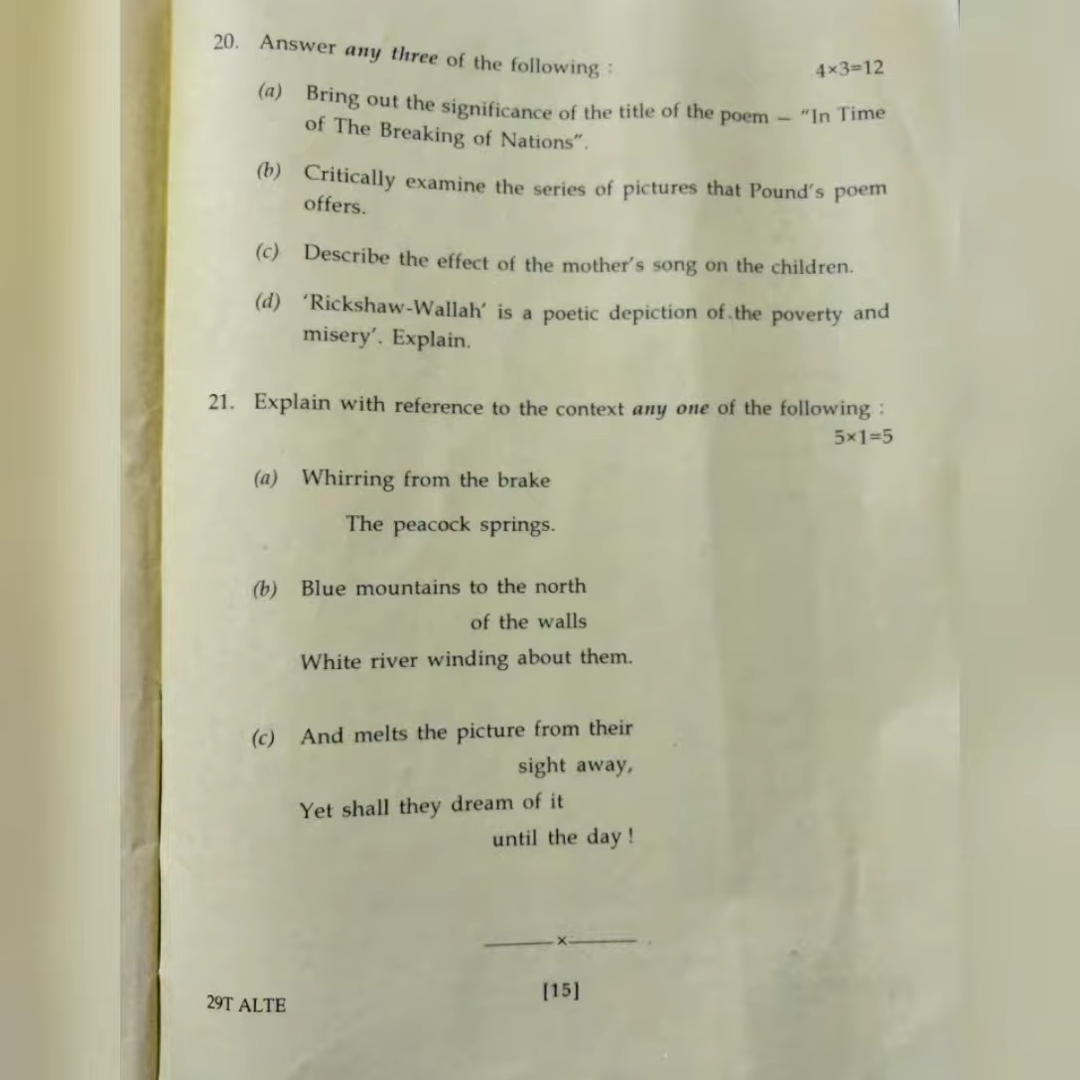 20. Answer any three of the following : 4×3=12
(a) Bring out the significance of the title of the poem – "In Time
of The Breaking of Nations".
(b) Critically examine the series of pictures that Pound's poem
offers.
(c) Describe the effect of the mother's song on the children.
(d) 'Rickshaw-Wallah' is a poetic depiction of the poverty and
misery'. Explain.
21. Explain with reference to the context any one of the following :
5×1=5
(a) Whirring from the brake
The peacock springs.
(b) Blue mountains to the north
of the walls
White river winding about them.
(c) And melts the picture from their
sight away,
Yet shall they dream of it
until the day !
x
29T ALTE [15]